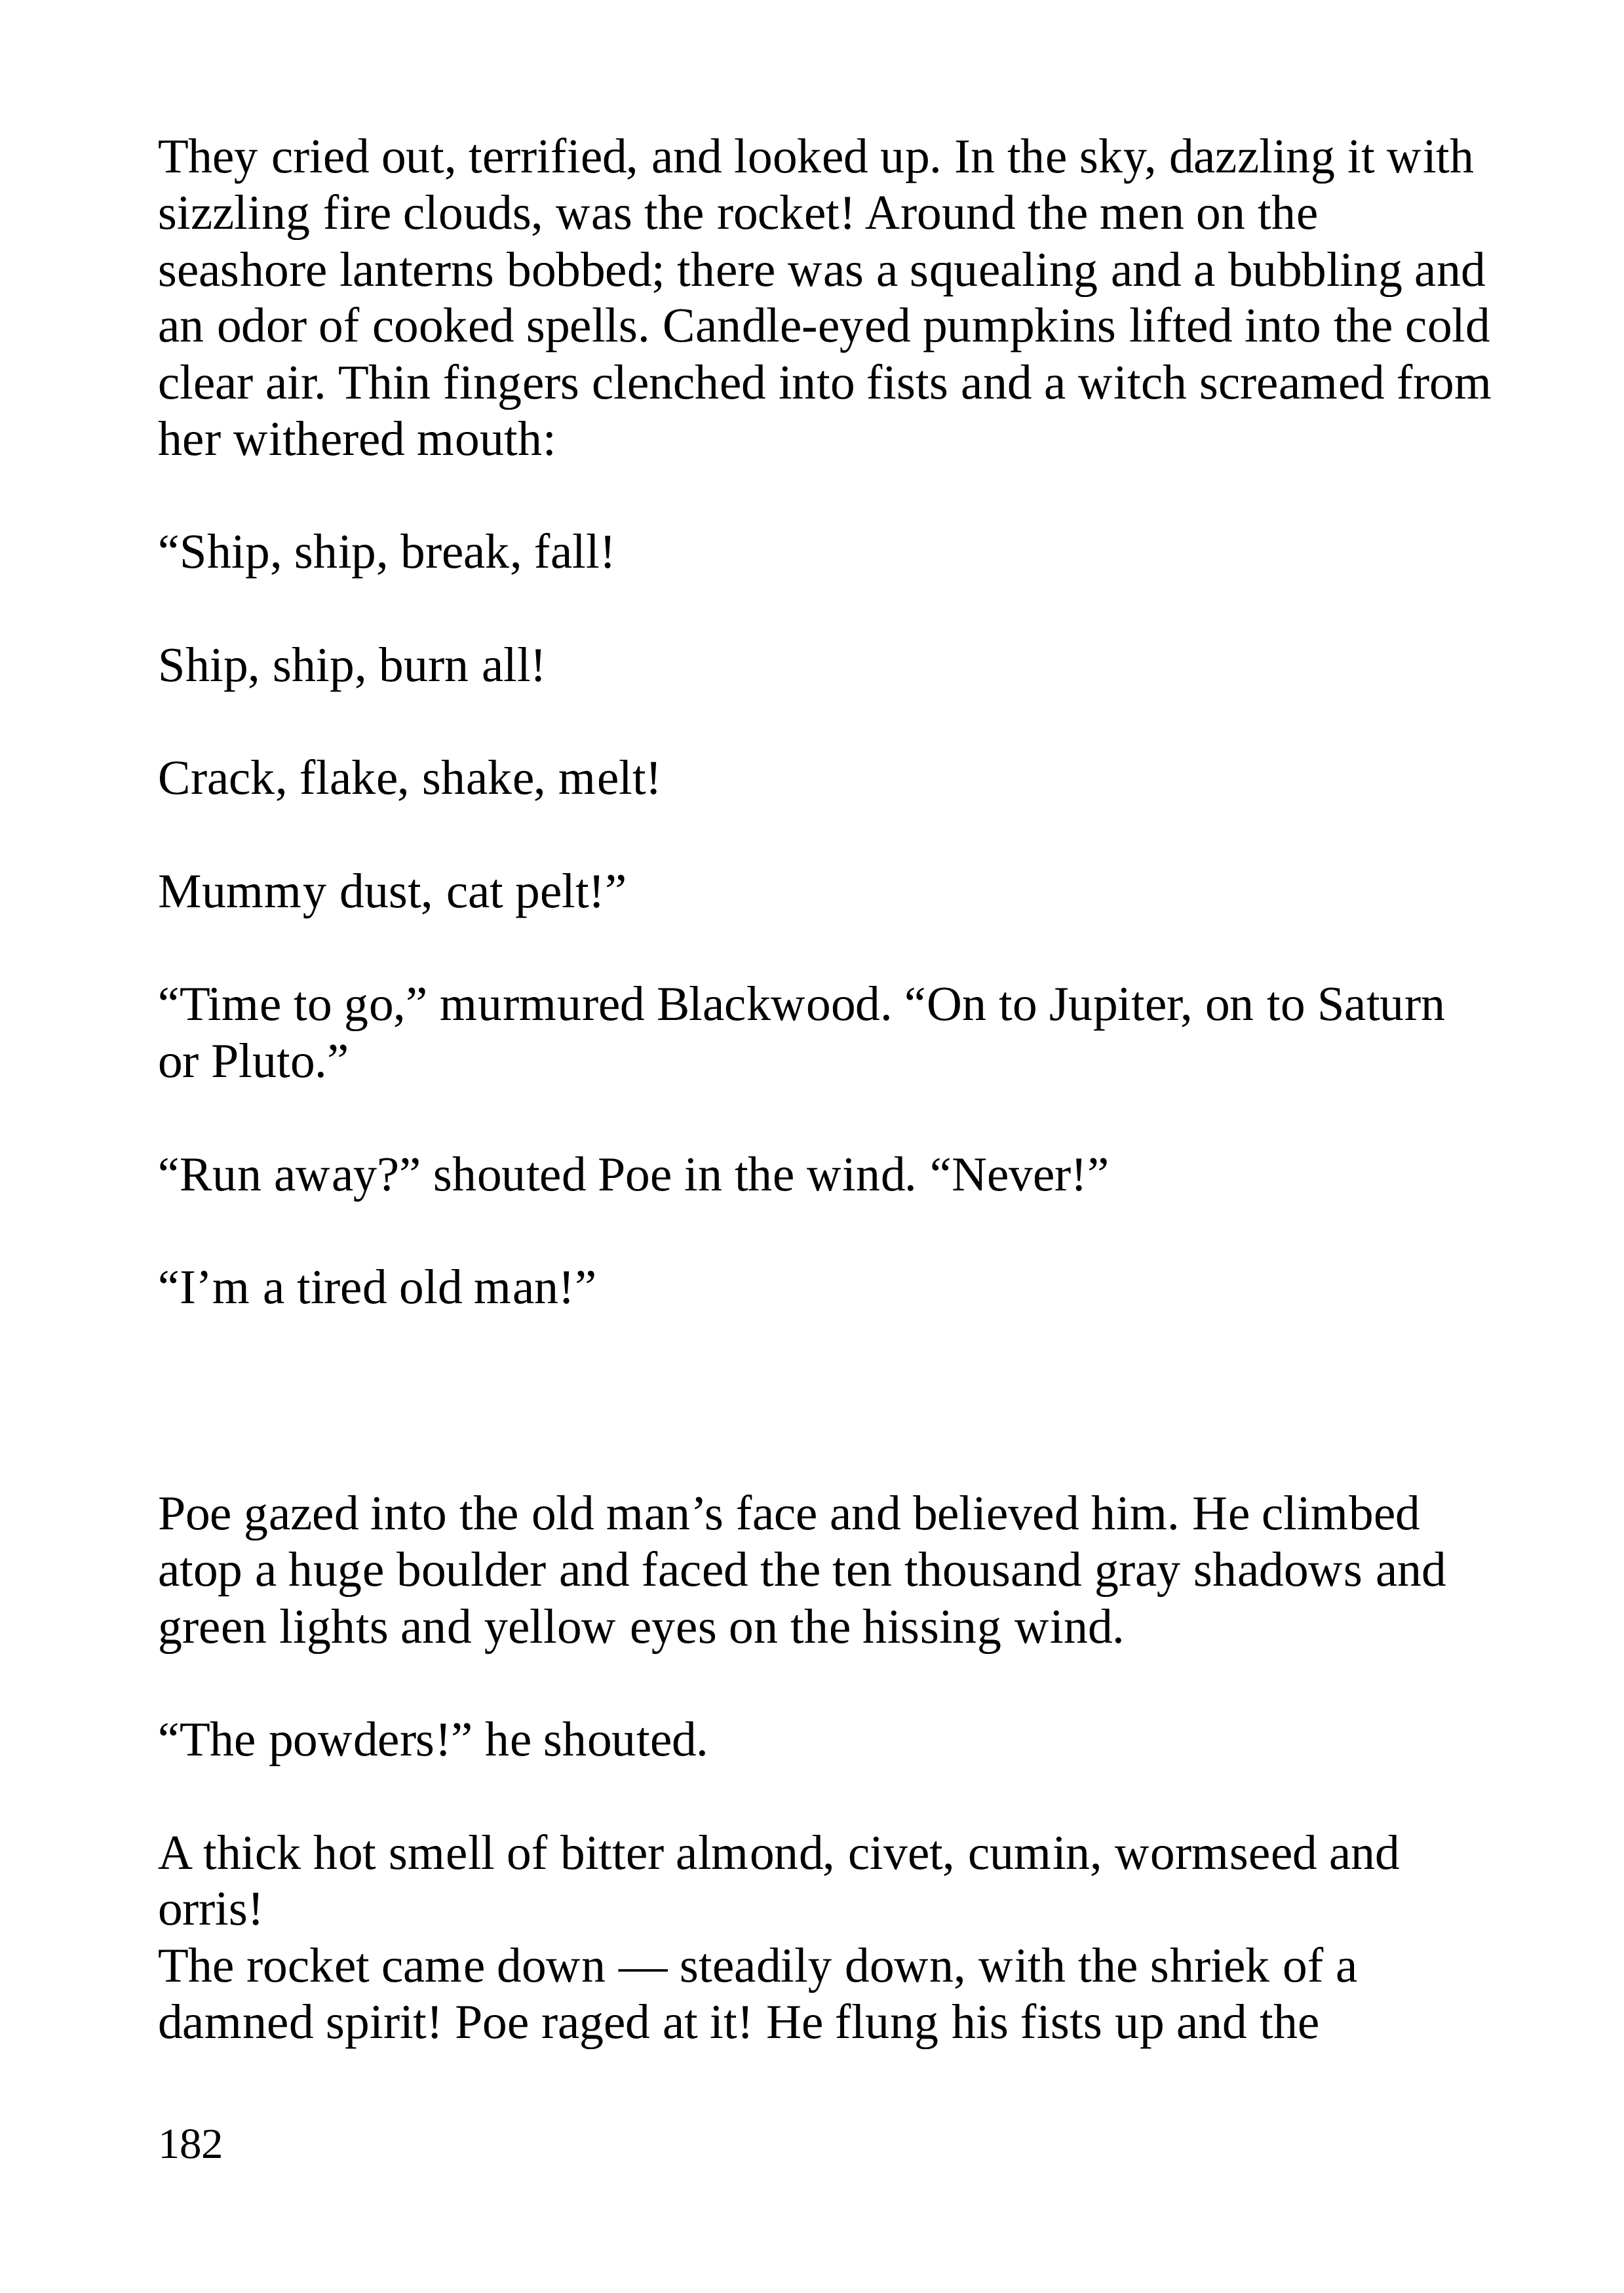 They cried out, terrified, and looked up. In the sky, dazzling it with
sizzling fire clouds, was the rocket! Around the men on the
seashore lanterns bobbed; there was a squealing and a bubbling and
an odor of cooked spells. Candle-eyed pumpkins lifted into the cold
clear air. Thin fingers clenched into fists and a witch screamed from
her withered mouth:
“Ship, ship, break, fall!
Ship, ship, burn all!
Crack, flake, shake, melt!
Mummy dust, cat pelt!”
“Time to go,” murmured Blackwood. “On to Jupiter, on to Saturn
or Pluto.”
“Run away?” shouted Poe in the wind. “Never!”
“I’m a tired old man!”
Poe gazed into the old man’s face and believed him. He climbed
atop a huge boulder and faced the ten thousand gray shadows and
green lights and yellow eyes on the hissing wind.
“The powders!” he shouted.
A thick hot smell of bitter almond, civet, cumin, wormseed and
orris!
The rocket came down — steadily down, with the shriek of a
damned spirit! Poe raged at it! He flung his fists up and the
182